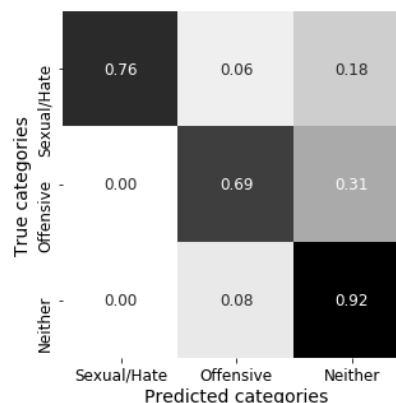 True categories
Sexual/Hate
0.76 0.06 0.18
Offensive
0.00 0.69 0.31
Neither
0.00 0.08 0.92
Sexual/Hate Offensive Neither
Predicted categories